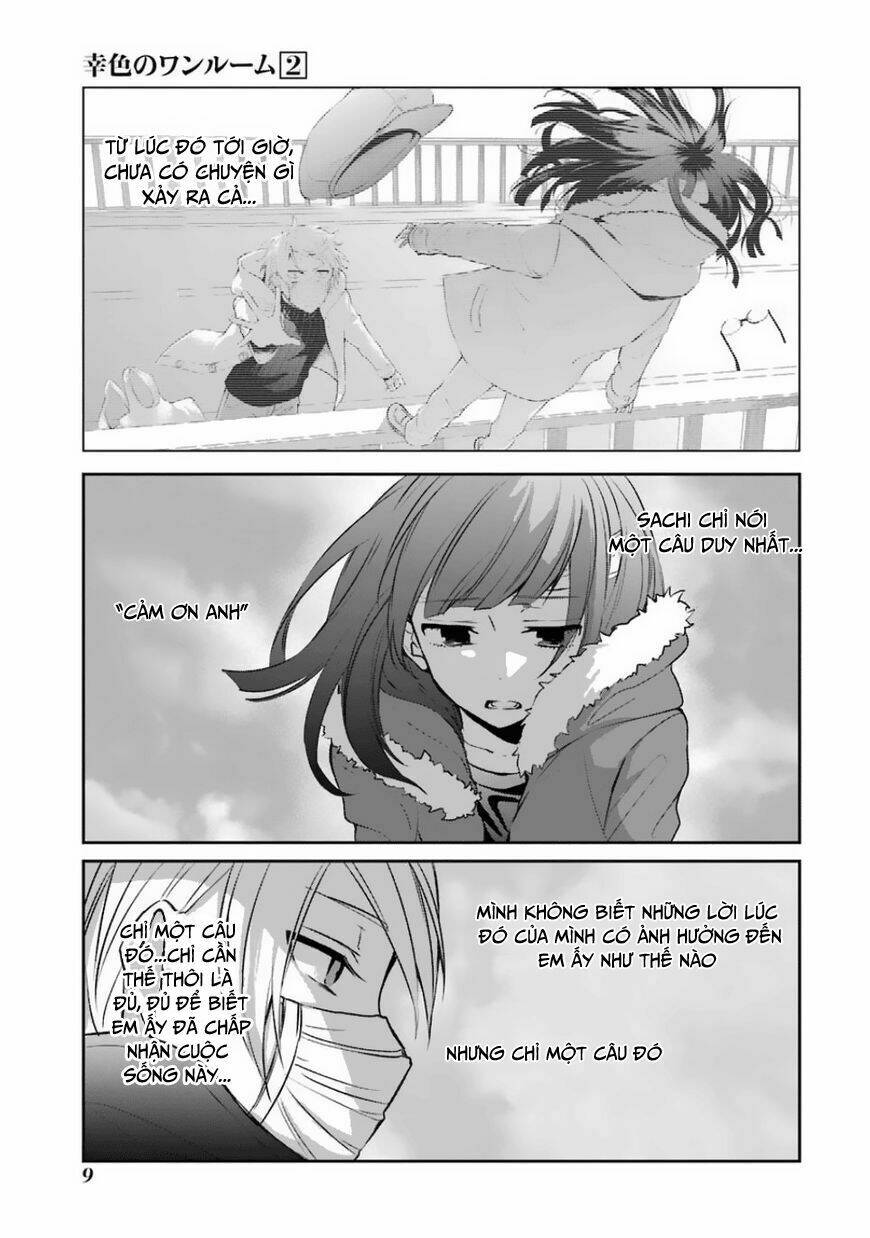 幸色のワンルーム2
TỪ LÚC ĐÓ TỚI GIỜ,
CHƯA CÓ CHUYỆN GÌ
XẢY RA CẢ...
SACHI CHỈ NÓI
MỘT CÂU DUY NHẤT...
"CẢM ƠN ANH"
MÌNH KHÔNG BIẾT NHỮNG LỜI LÚC
ĐÓ CỦA MÌNH CÓ ẢNH HƯỞNG ĐẾN
EM ẤY NHƯ THẾ NÀO
NHƯNG CHỈ MỘT CÂU ĐÓ
CHỈ MỘT CÂU
ĐÓ...CHỈ CẦN
THẾ THÔI LÀ
ĐỦ, ĐỦ ĐỂ BIẾT
EM ẤY ĐÃ CHẤP
NHẬN CUỘC
SỐNG NÀY...
9